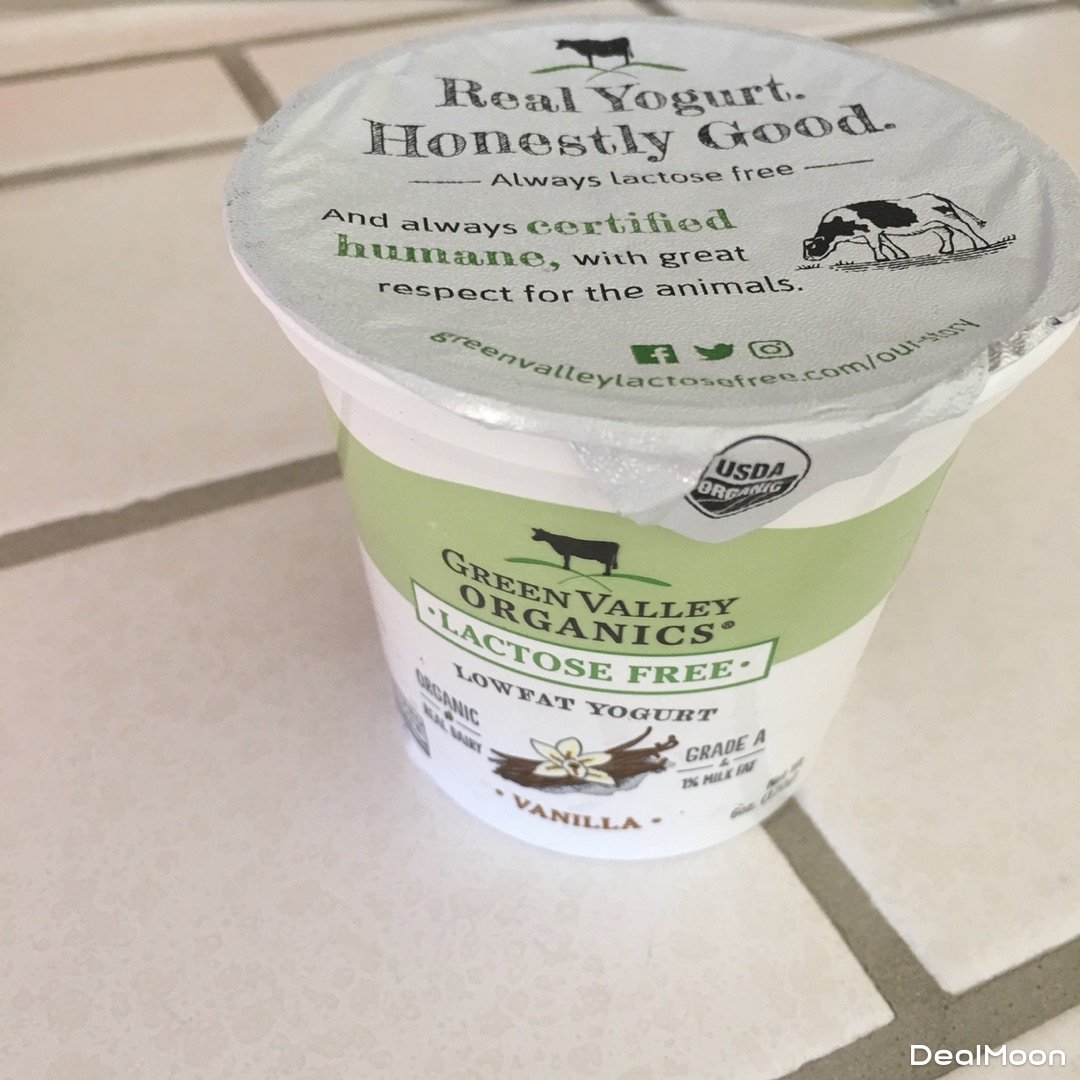 Real Yogurt.
Honestly Good.
Always lactose free
And always certified
humane, with great
respect for the animals.
greenvalleylactosefree.com/our-story
USDA
ORGANIC
GREEN VALLEY
ORGANICS®
• LACTOSE FREE •
LOWFAT YOGURT
ORGANIC
&
REAL DAIRY
GRADE A
&
1% MILK FAT
• VANILLA •
DealMoon